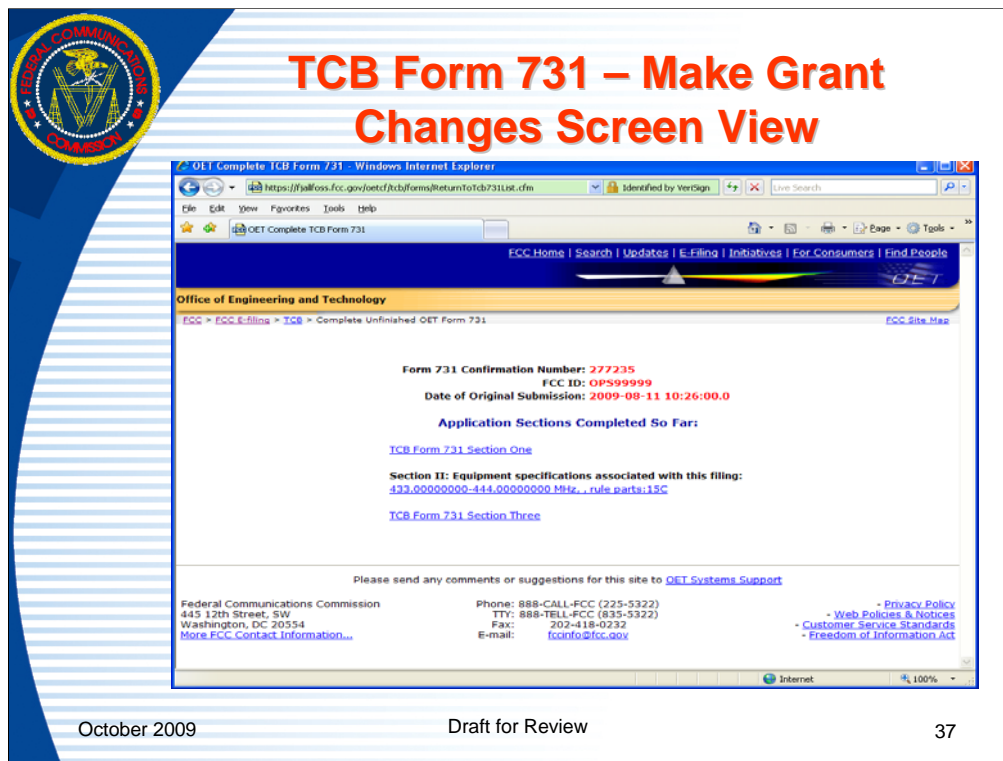 FEDERAL COMMUNICATIONS COMMISSION
TCB Form 731 – Make Grant
Changes Screen View
OET Complete TCB Form 731 - Windows Internet Explorer
https://fjallfoss.fcc.gov/oetcf/tcb/forms/ReturnToTcb731List.cfm Identified by VeriSign Live Search
File Edit View Favorites Tools Help
OET Complete TCB Form 731 Page Tools
FCC Home | Search | Updates | E-Filing | Initiatives | For Consumers | Find People
OET
Office of Engineering and Technology
FCC > FCC E-filing > TCB > Complete Unfinished OET Form 731 FCC Site Map
Form 731 Confirmation Number: 277235
FCC ID: OPS99999
Date of Original Submission: 2009-08-11 10:26:00.0
Application Sections Completed So Far:
TCB Form 731 Section One
Section II: Equipment specifications associated with this filing:
433.00000000-444.00000000 MHz, , rule parts:15C
TCB Form 731 Section Three
Please send any comments or suggestions for this site to OET Systems Support
Federal Communications Commission Phone: 888-CALL-FCC (225-5322) - Privacy Policy
445 12th Street, SW TTY: 888-TELL-FCC (835-5322) - Web Policies & Notices
Washington, DC 20554 Fax: 202-418-0232 - Customer Service Standards
More FCC Contact Information... E-mail: fccinfo@fcc.gov - Freedom of Information Act
Internet 100%
October 2009 Draft for Review 37